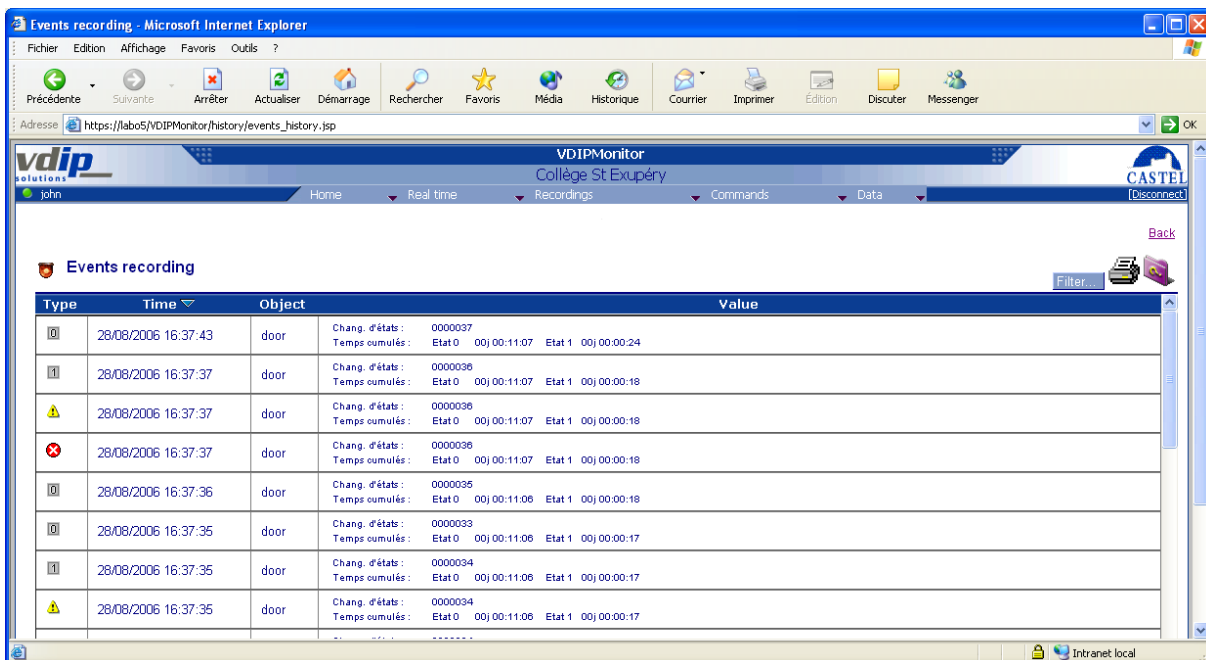 Events recording - Microsoft Internet Explorer
Fichier Edition Affichage Favoris Outils ?
Précédente Suivante Arrêter Actualiser Démarrage Rechercher Favoris Média Historique Courrier Imprimer Édition Discuter Messenger
Adresse https://labo5/VDIPMonitor/history/events_history.jsp OK
vdip
solutions
VDIPMonitor
Collège St Exupéry
CASTEL
john Home Real time Recordings Commands Data [Disconnect]
Back
Events recording
Filter...
Type Time Object Value
0 28/08/2006 16:37:43 door Chang. d'états : 0000037
Temps cumulés : Etat 0 00j 00:11:07 Etat 1 00j 00:00:24
1 28/08/2006 16:37:37 door Chang. d'états : 0000036
Temps cumulés : Etat 0 00j 00:11:07 Etat 1 00j 00:00:18
28/08/2006 16:37:37 door Chang. d'états : 0000036
Temps cumulés : Etat 0 00j 00:11:07 Etat 1 00j 00:00:18
28/08/2006 16:37:37 door Chang. d'états : 0000036
Temps cumulés : Etat 0 00j 00:11:07 Etat 1 00j 00:00:18
0 28/08/2006 16:37:36 door Chang. d'états : 0000035
Temps cumulés : Etat 0 00j 00:11:06 Etat 1 00j 00:00:18
0 28/08/2006 16:37:35 door Chang. d'états : 0000033
Temps cumulés : Etat 0 00j 00:11:06 Etat 1 00j 00:00:17
1 28/08/2006 16:37:35 door Chang. d'états : 0000034
Temps cumulés : Etat 0 00j 00:11:06 Etat 1 00j 00:00:17
28/08/2006 16:37:35 door Chang. d'états : 0000034
Temps cumulés : Etat 0 00j 00:11:06 Etat 1 00j 00:00:17
Intranet local